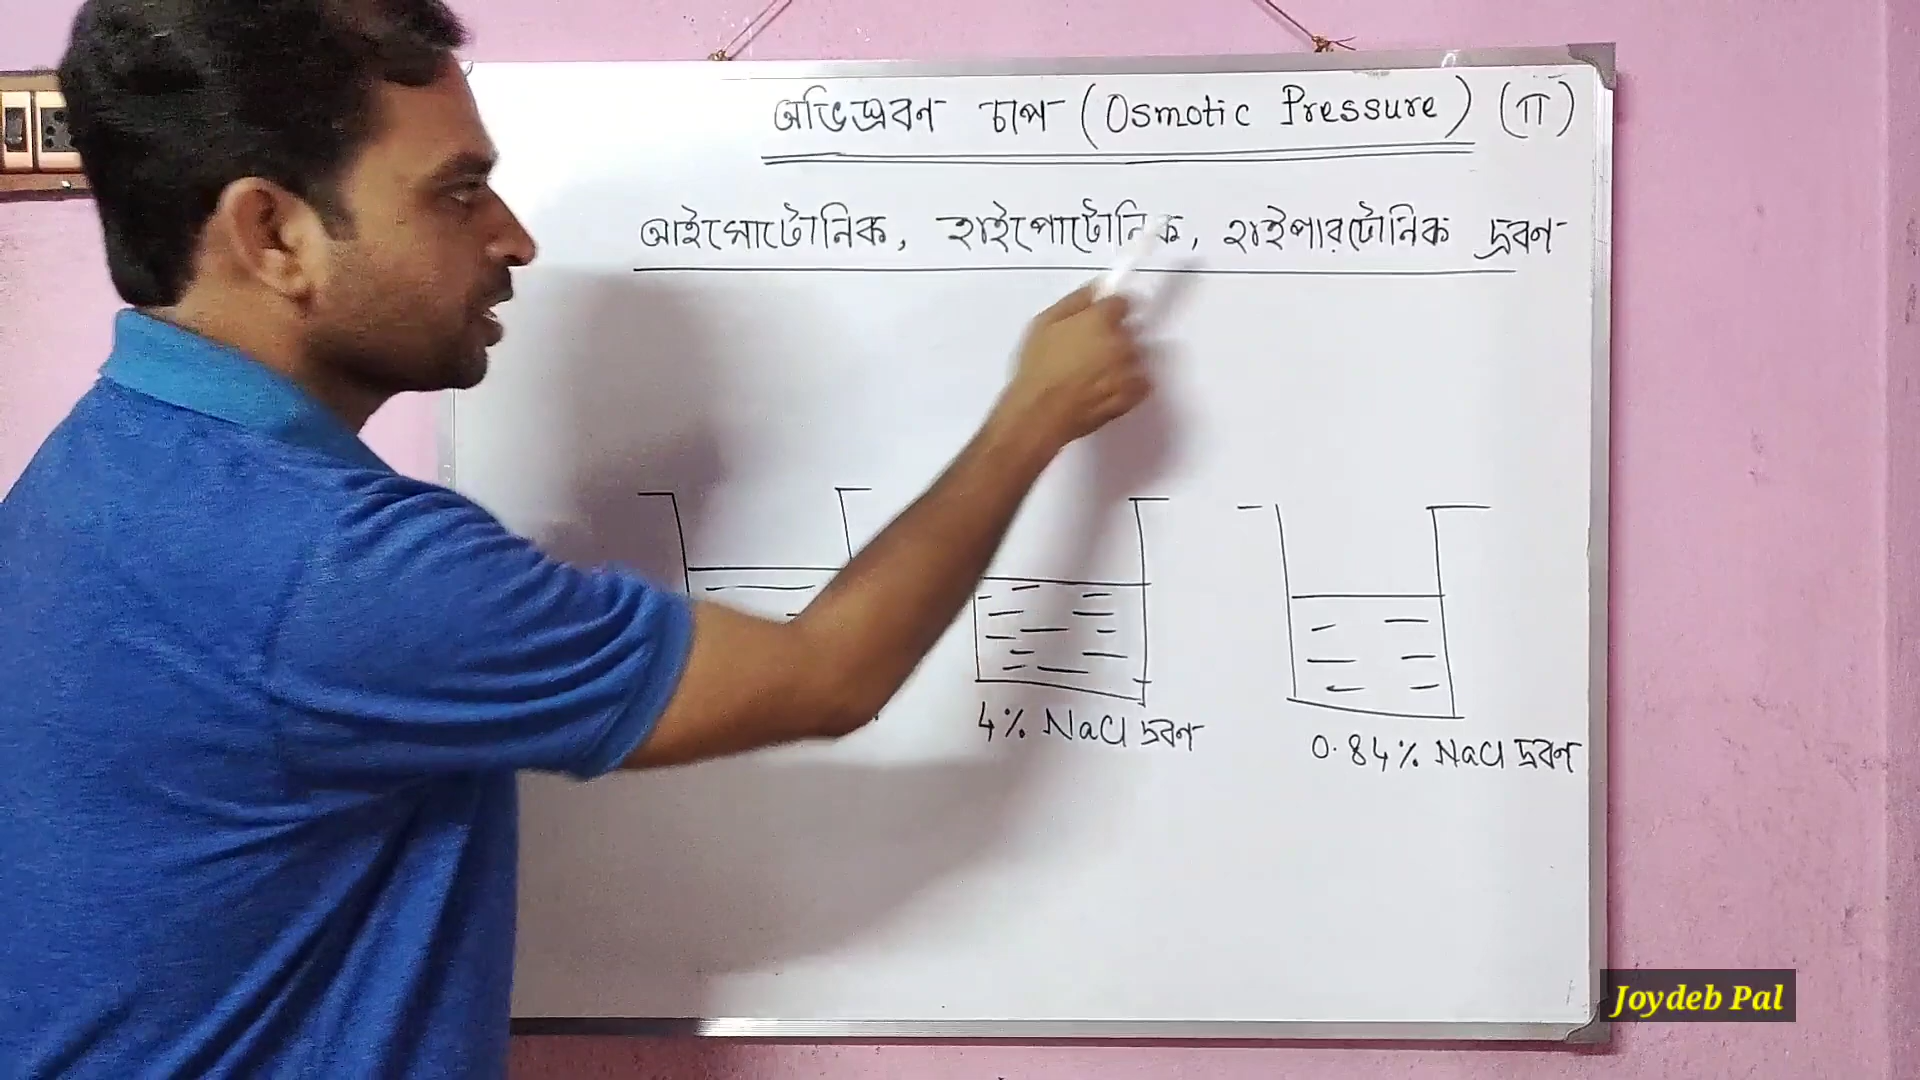 অভিস্রবণ চাপ (Osmotic Pressure) (π)
আইসোটোনিক, হাইপোটোনিক, হাইপারটোনিক দ্রবণ
4% NaCl দ্রবণ
0.84% NaCl দ্রবণ
Joydeb Pal